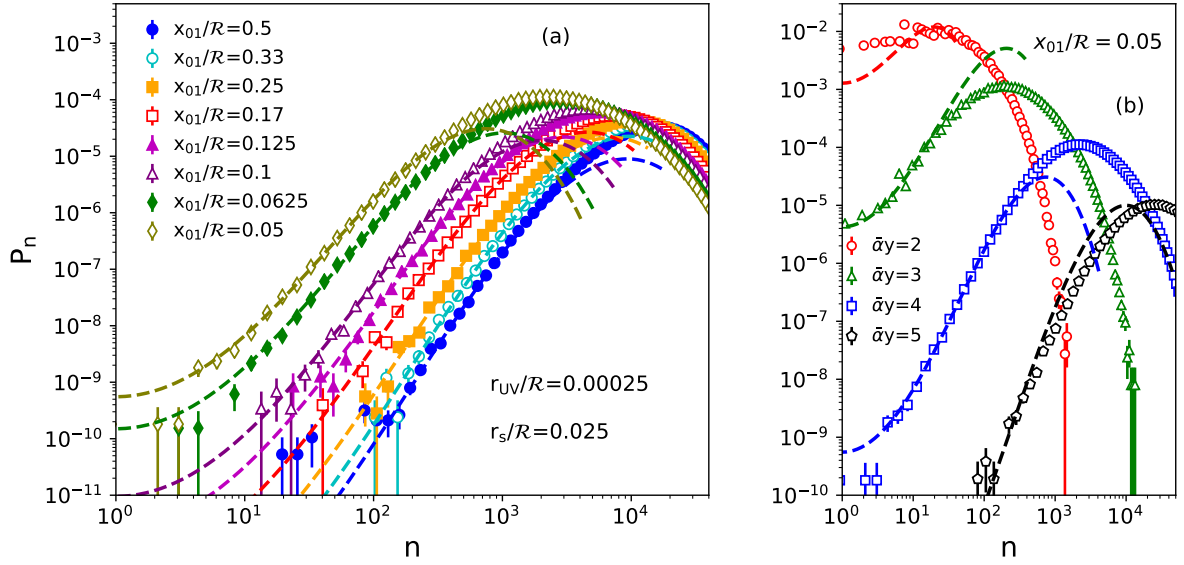 (a)
x₀₁/ℛ=0.5
x₀₁/ℛ=0.33
x₀₁/ℛ=0.25
x₀₁/ℛ=0.17
x₀₁/ℛ=0.125
x₀₁/ℛ=0.1
x₀₁/ℛ=0.0625
x₀₁/ℛ=0.05
r_UV/ℛ=0.00025
r_s/ℛ=0.025
P_n
10⁻³
10⁻⁴
10⁻⁵
10⁻⁶
10⁻⁷
10⁻⁸
10⁻⁹
10⁻¹⁰
10⁻¹¹
10⁰
10¹
10²
10³
10⁴
n
x₀₁/ℛ = 0.05
(b)
ᾱy=2
ᾱy=3
ᾱy=4
ᾱy=5
10⁻²
10⁻³
10⁻⁴
10⁻⁵
10⁻⁶
10⁻⁷
10⁻⁸
10⁻⁹
10⁻¹⁰
10⁰
10¹
10²
10³
10⁴
n